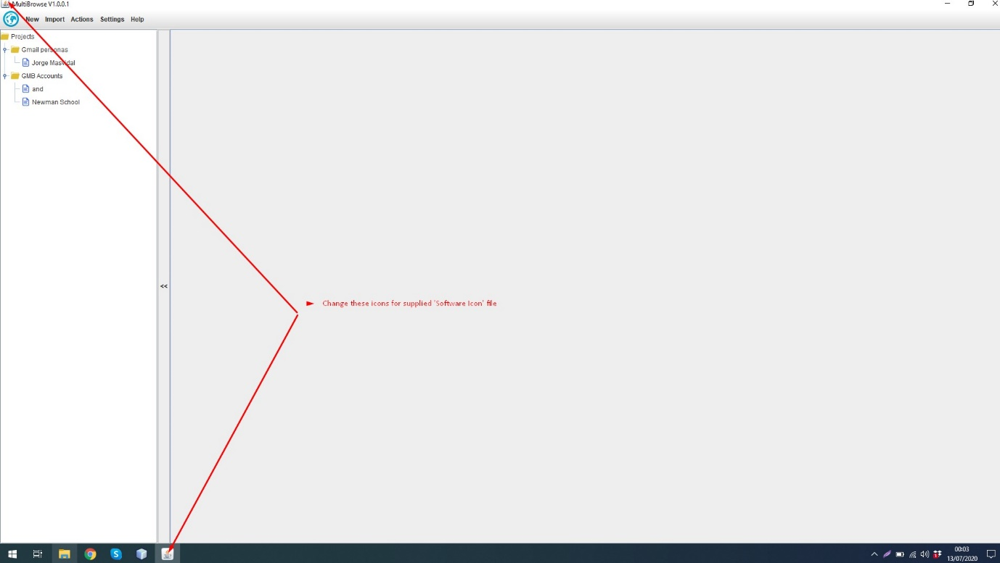 MultiBrowse V1.0.0.1
New Import Actions Settings Help
Projects
Gmail personas
Jorge Masvidal
GMB Accounts
and
Newman School
<<
Change these icons for supplied 'Software Icon' file
00:03
13/07/2020